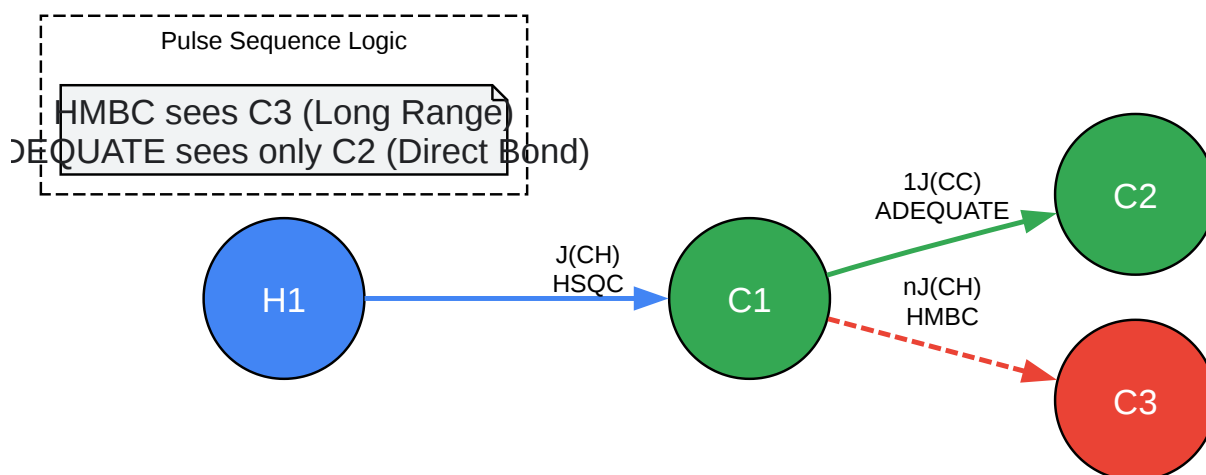 Pulse Sequence Logic
HMBC sees C3 (Long Range)
DEQUATE sees only C2 (Direct Bond)
1J(CC)
ADEQUATE
C2
J(CH)
HSQC
H1
C1
nJ(CH)
HMBC
C3